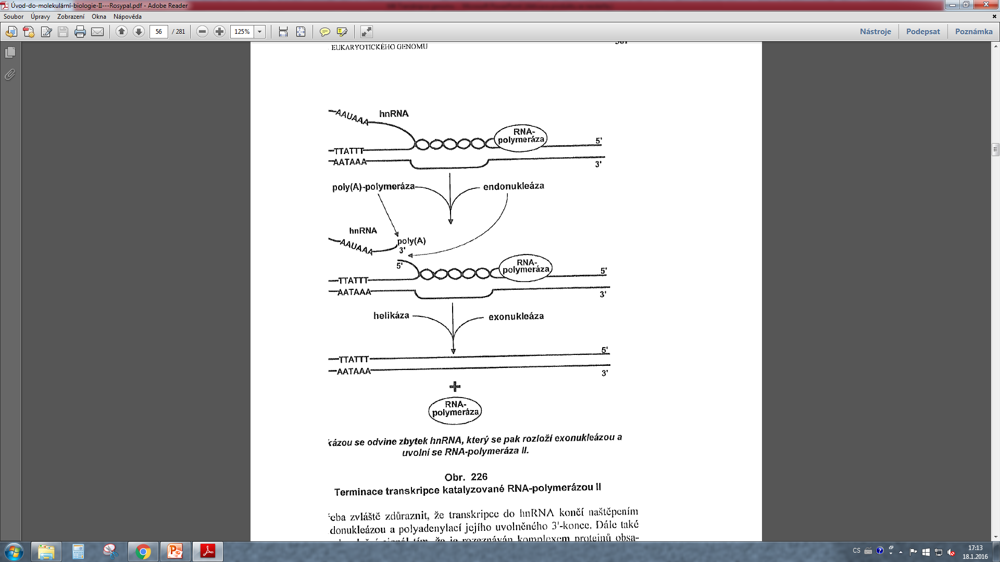 Úvod-do-molekulární-biologie-II---Rosypal.pdf - Adobe Reader
Soubor Úpravy Zobrazení Okna Nápověda
56 / 281 125% Nástroje Podepsat Poznámka
EUKARYOTICKÉHO GENOMU
AAUAAA hnRNA
RNA-
polymeráza
5'
TTATTT
AATAAA
3'
poly(A)-polymeráza endonukleáza
hnRNA
AAUAAA poly(A)
3'
5'
RNA-
polymeráza
5'
TTATTT
AATAAA
3'
helikáza exonukleáza
5'
TTATTT
AATAAA
3'
+
RNA-
polymeráza
kázou se odvine zbytek hnRNA, který se pak rozloží exonukleázou a
uvolní se RNA-polymeráza II.
Obr. 226
Terminace transkripce katalyzované RNA-polymerázou II
eba zvláště zdůraznit, že transkripce do hnRNA končí naštěpením
donukleázou a polyadenylací jejího uvolněného 3'-konce. Dále také
signál tím, že je rozeznáván komplexem proteinů obsa-
CS 17:13
18.1.2016